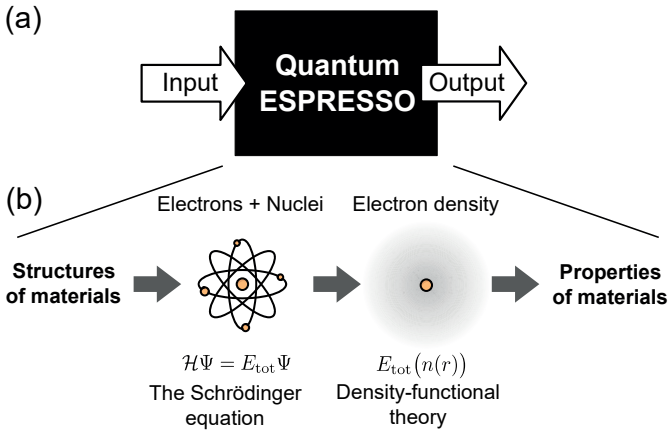 (a)
Input
Quantum
ESPRESSO
Output
(b)
Electrons + Nuclei
Electron density
Structures
of materials
Properties
of materials
ℋΨ = E_tot Ψ
E_tot(n(r))
The Schrödinger
equation
Density-functional
theory